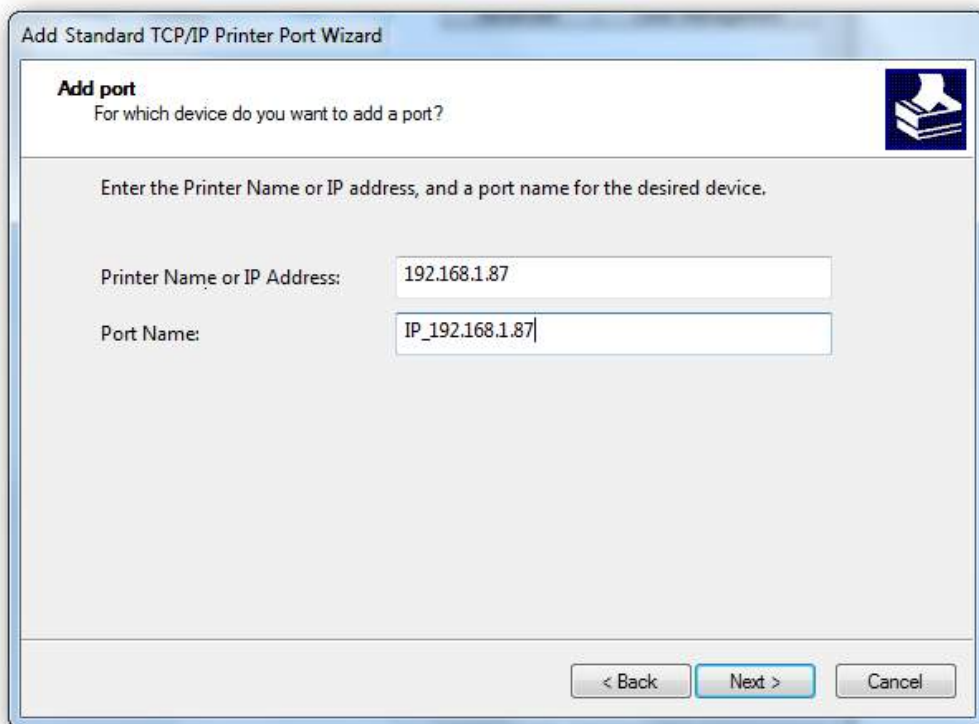 Add Standard TCP/IP Printer Port Wizard
Add port
For which device do you want to add a port?
Enter the Printer Name or IP address, and a port name for the desired device.
Printer Name or IP Address: 192.168.1.87
Port Name: IP_192.168.1.87
< Back Next > Cancel